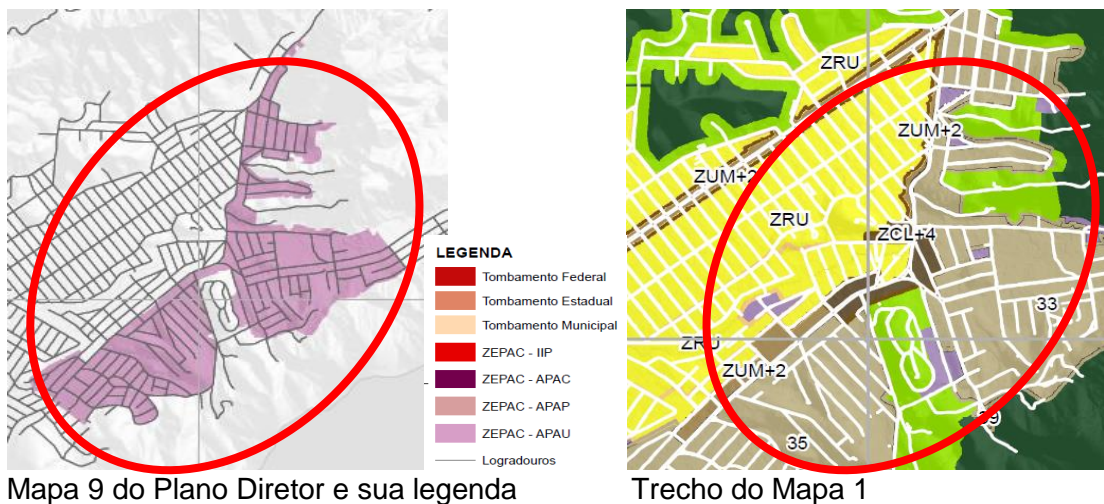 LEGENDA
Tombamento Federal
Tombamento Estadual
Tombamento Municipal
ZEPAC - IIP
ZEPAC - APAC
ZEPAC - APAP
ZEPAC - APAU
Logradouros
ZRU
ZUM+2
ZUM+2
ZRU
ZCL+4
33
ZRU
ZUM+2
39
35
Mapa 9 do Plano Diretor e sua legenda
Trecho do Mapa 1